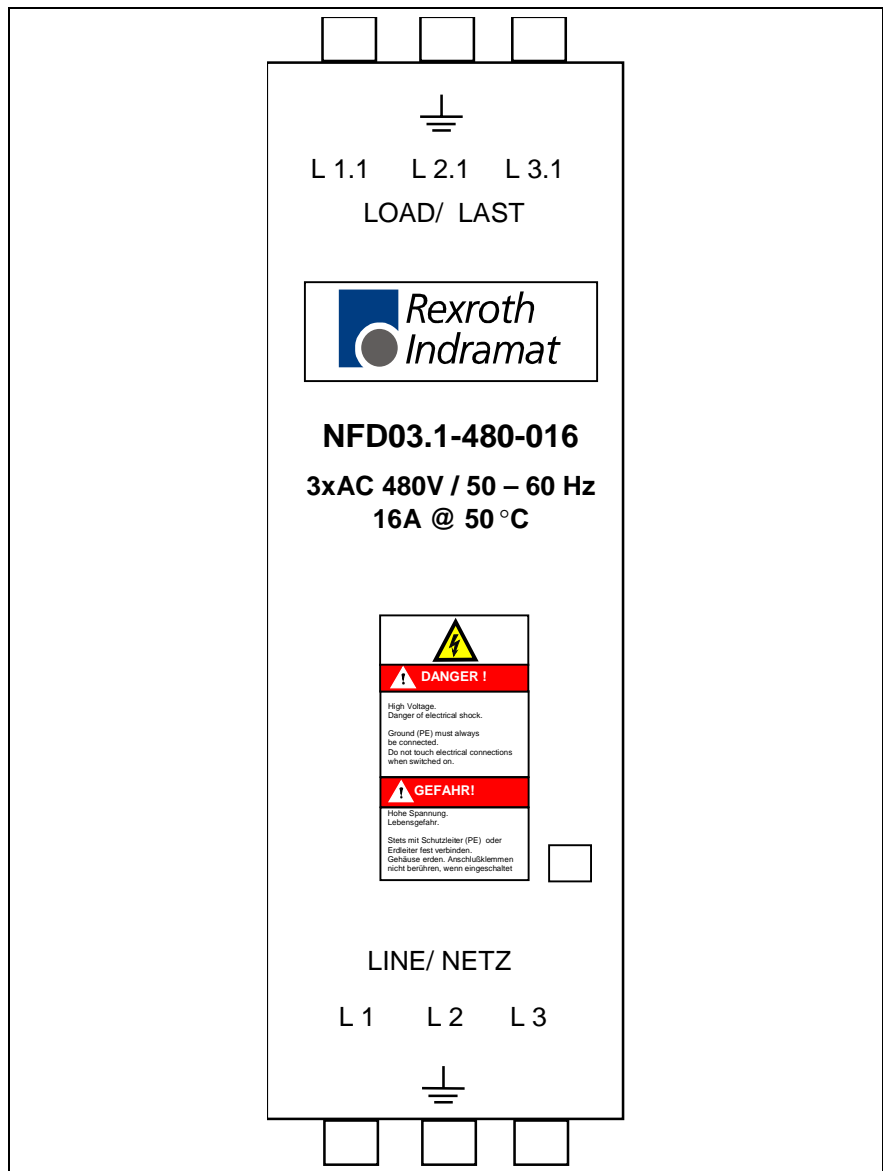 L 1.1 L 2.1 L 3.1
LOAD/ LAST
Rexroth
Indramat
NFD03.1-480-016
3xAC 480V / 50 – 60 Hz
16A @ 50 °C
DANGER !
High Voltage.
Danger of electrical shock.
Ground (PE) must always
be connected.
Do not touch electrical connections
when switched on.
GEFAHR!
Hohe Spannung.
Lebensgefahr.
Stets mit Schutzleiter (PE) oder
Erdleiter fest verbinden.
Gehäuse erden. Anschlußklemmen
nicht berühren, wenn eingeschaltet
LINE/ NETZ
L 1 L 2 L 3